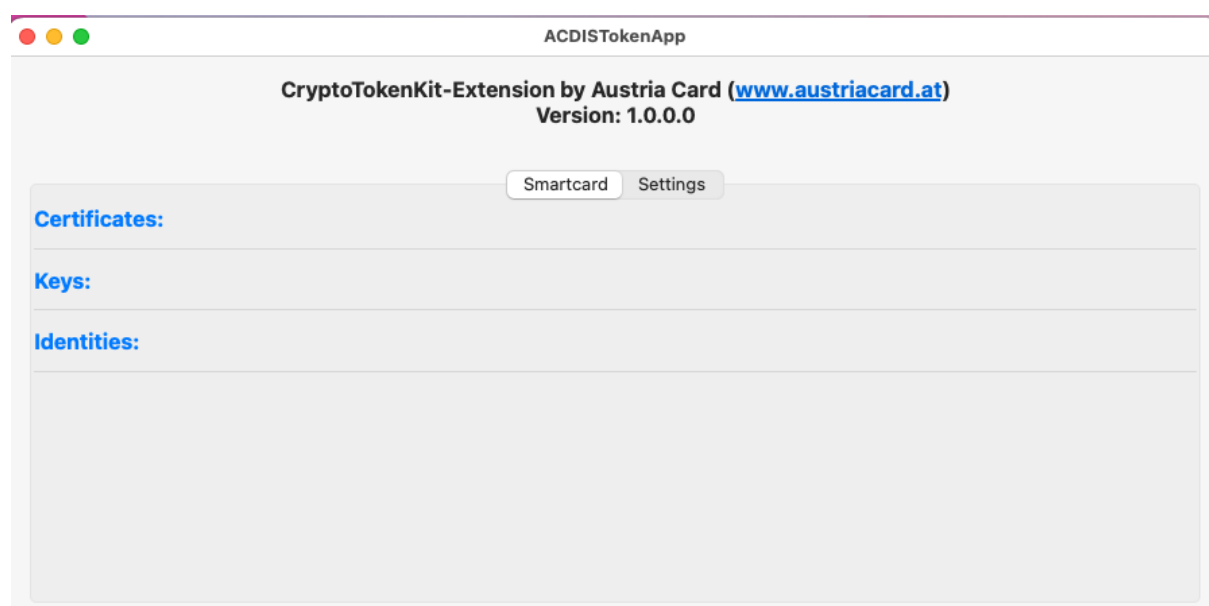 ACDISTokenApp
CryptoTokenKit-Extension by Austria Card (www.austriacard.at)
Version: 1.0.0.0
Smartcard Settings
Certificates:
Keys:
Identities: